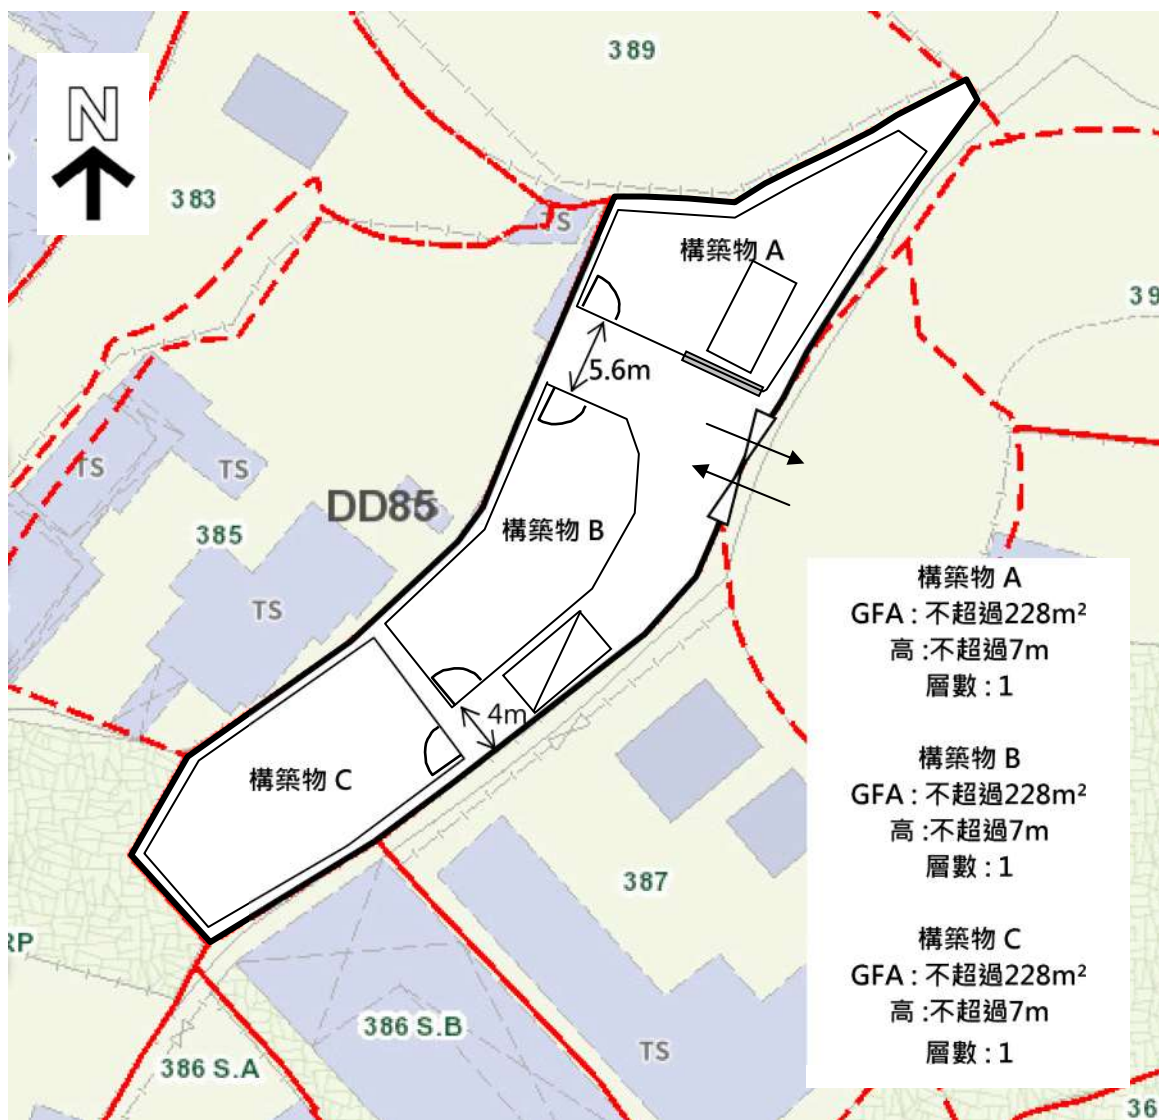 389
N
383
TS
構築物 A
39
5.6m
TS
TS
DD85
385
構築物 B
TS
構築物 A
GFA : 不超過228m²
高 :不超過7m
層數 : 1
4m
構築物 B
GFA : 不超過228m²
高 :不超過7m
層數 : 1
構築物 C
387
構築物 C
GFA : 不超過228m²
高 :不超過7m
層數 : 1
RP
386 S.B
TS
386 S.A
36